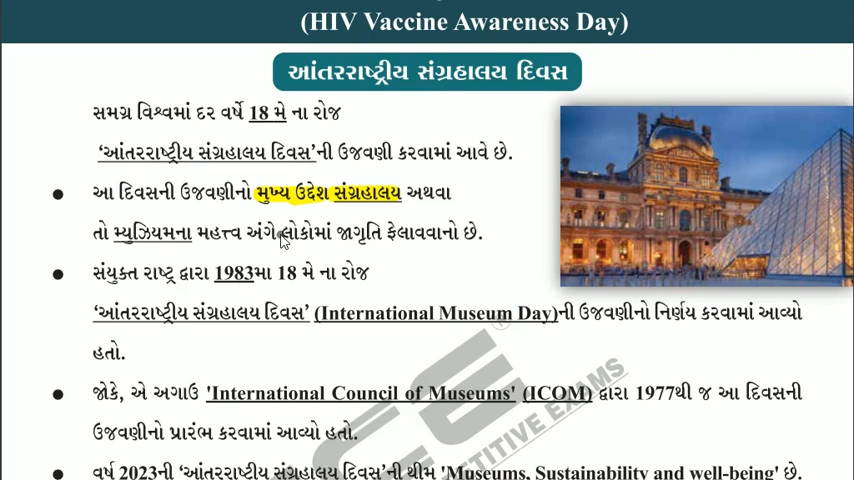 (HIV Vaccine Awareness Day)
આંતરરાષ્ટ્રીય સંગ્રહાલય દિવસ
સમગ્ર વિશ્વમાં દર વર્ષે 18 મે ના રોજ
'આંતરરાષ્ટ્રીય સંગ્રહાલય દિવસ'ની ઉજવણી કરવામાં આવે છે.
● આ દિવસની ઉજવણીનો મુખ્ય ઉદ્દેશ સંગ્રહાલય અથવા
તો મ્યુઝિયમના મહત્ત્વ અંગે લોકોમાં જાગૃતિ ફેલાવવાનો છે.
● સંયુક્ત રાષ્ટ્ર દ્વારા 1983મા 18 મે ના રોજ
'આંતરરાષ્ટ્રીય સંગ્રહાલય દિવસ' (International Museum Day)ની ઉજવણીનો નિર્ણય કરવામાં આવ્યો
હતો.
● જોકે, એ અગાઉ 'International Council of Museums' (ICOM) દ્વારા 1977થી જ આ દિવસની
ઉજવણીનો પ્રારંભ કરવામાં આવ્યો હતો.
● વર્ષ 2023ની 'આંતરરાષ્ટીય સંગ્રહાલય દિવસ'ની થીમ 'Museums, Sustainability and well-being' છે.